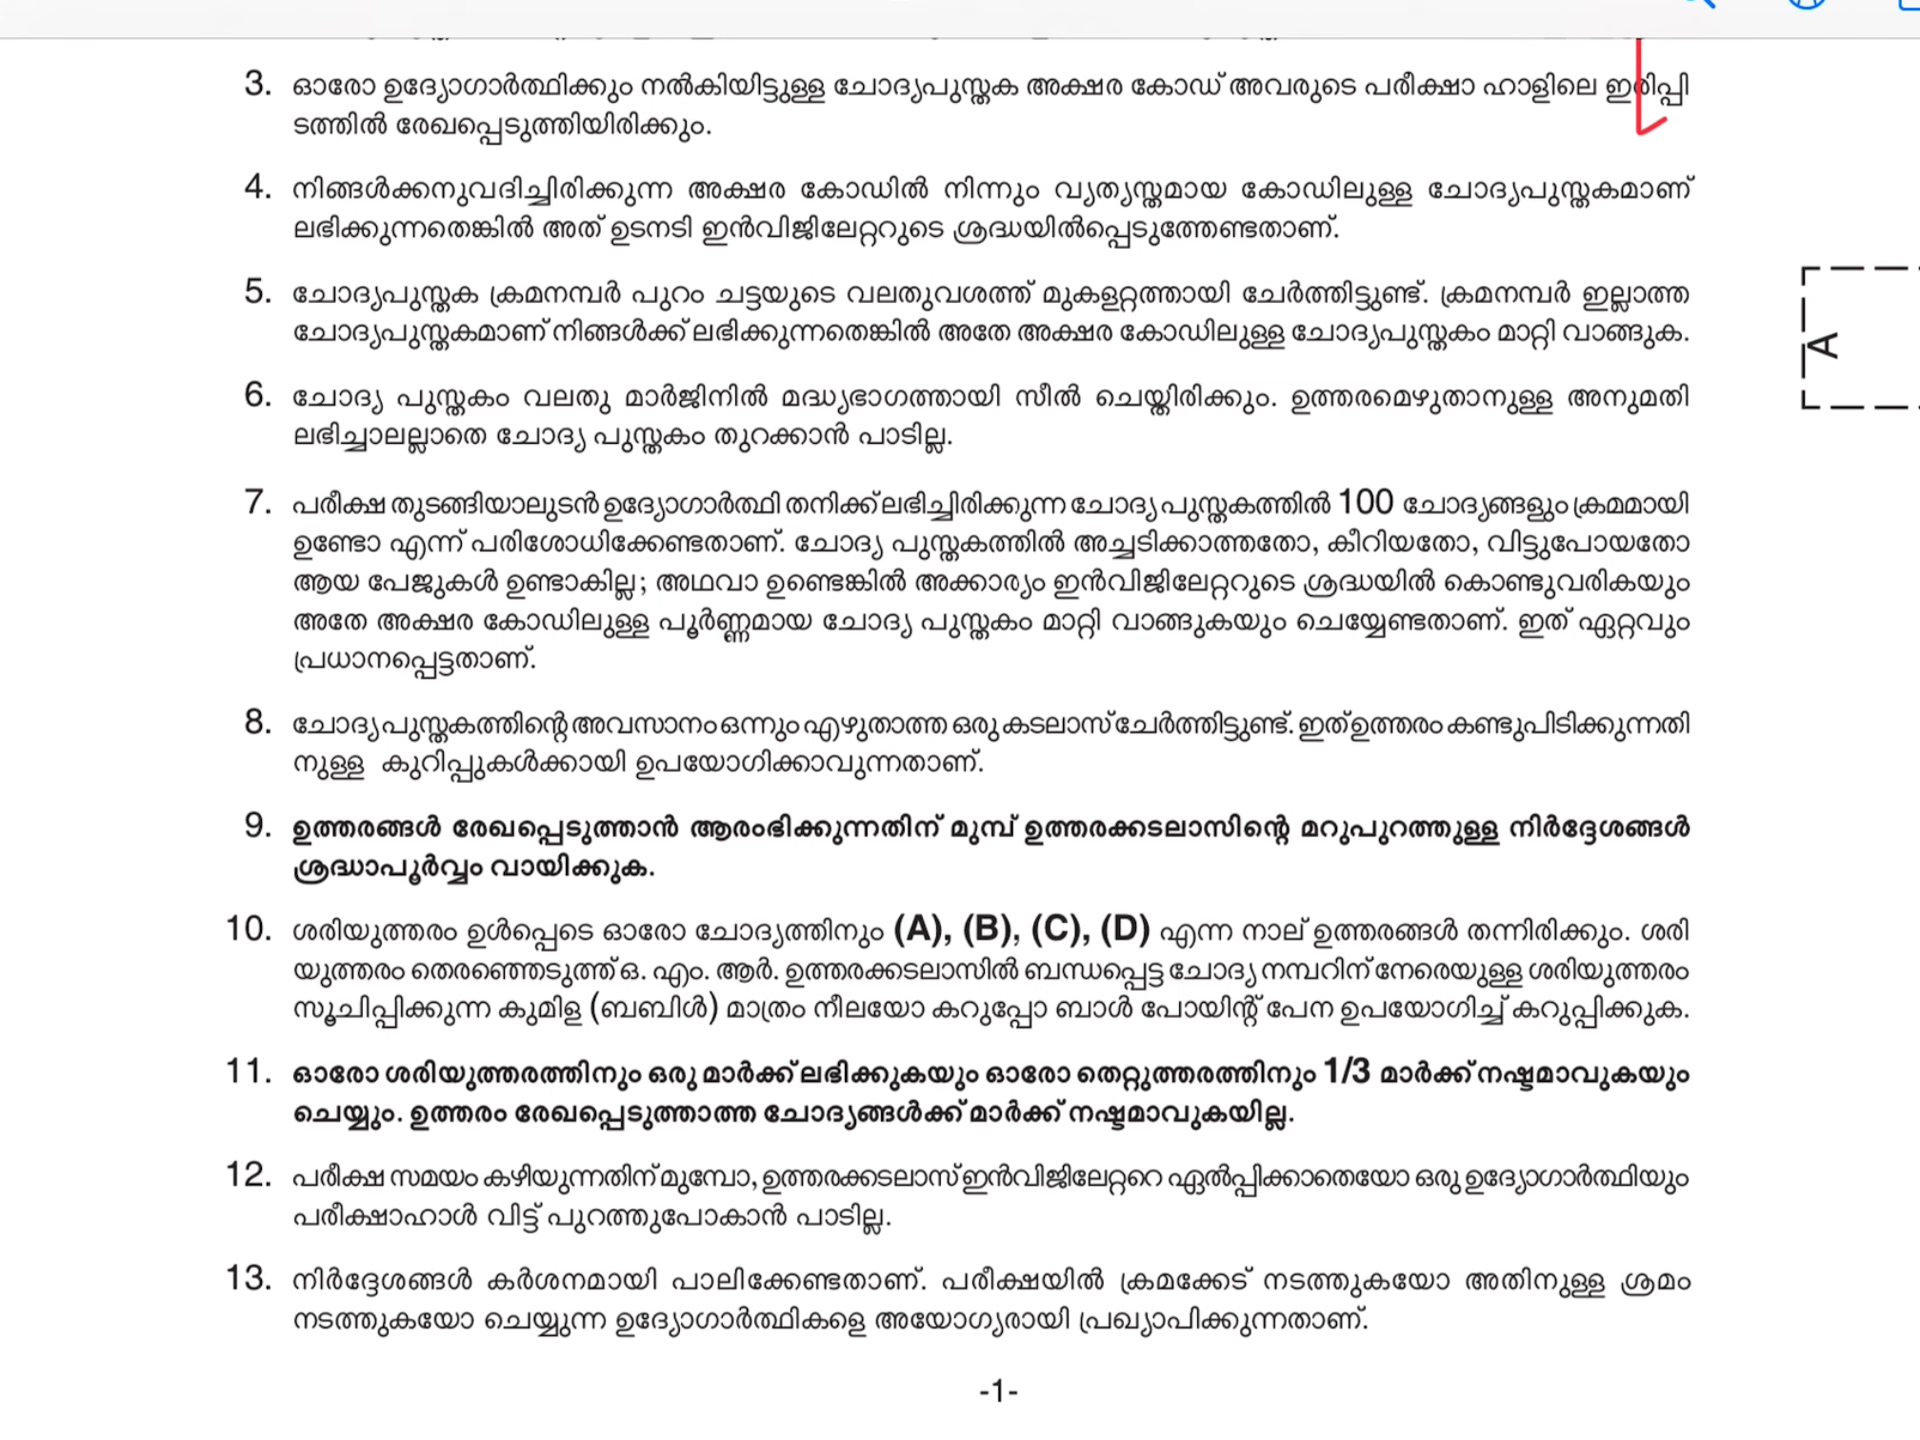 3. ഓരോ ഉദ്യോഗാർത്ഥിക്കും നൽകിയിട്ടുള്ള ചോദ്യപുസ്തക അക്ഷര കോഡ് അവരുടെ പരീക്ഷാ ഹാളിലെ ഇരിപ്പി
ടത്തിൽ രേഖപ്പെടുത്തിയിരിക്കും.
4. നിങ്ങൾക്കനുവദിച്ചിരിക്കുന്ന അക്ഷര കോഡിൽ നിന്നും വ്യത്യസ്തമായ കോഡിലുള്ള ചോദ്യപുസ്തകമാണ്
ലഭിക്കുന്നതെങ്കിൽ അത് ഉടനടി ഇൻവിജിലേറ്ററുടെ ശ്രദ്ധയിൽപ്പെടുത്തേണ്ടതാണ്.
5. ചോദ്യപുസ്തക ക്രമനമ്പർ പുറം ചട്ടയുടെ വലതുവശത്ത് മുകളറ്റത്തായി ചേർത്തിട്ടുണ്ട്. ക്രമനമ്പർ ഇല്ലാത്ത
ചോദ്യപുസ്തകമാണ് നിങ്ങൾക്ക് ലഭിക്കുന്നതെങ്കിൽ അതേ അക്ഷര കോഡിലുള്ള ചോദ്യപുസ്തകം മാറ്റി വാങ്ങുക.
A
6. ചോദ്യ പുസ്തകം വലതു മാർജിനിൽ മദ്ധ്യഭാഗത്തായി സീൽ ചെയ്തിരിക്കും. ഉത്തരമെഴുതാനുള്ള അനുമതി
ലഭിച്ചാലല്ലാതെ ചോദ്യ പുസ്തകം തുറക്കാൻ പാടില്ല.
7. പരീക്ഷ തുടങ്ങിയാലുടൻ ഉദ്യോഗാർത്ഥി തനിക്ക് ലഭിച്ചിരിക്കുന്ന ചോദ്യ പുസ്തകത്തിൽ 100 ചോദ്യങ്ങളും ക്രമമായി
ഉണ്ടോ എന്ന് പരിശോധിക്കേണ്ടതാണ്. ചോദ്യ പുസ്തകത്തിൽ അച്ചടിക്കാത്തതോ, കീറിയതോ, വിട്ടുപോയതോ
ആയ പേജുകൾ ഉണ്ടാകില്ല; അഥവാ ഉണ്ടെങ്കിൽ അക്കാര്യം ഇൻവിജിലേറ്ററുടെ ശ്രദ്ധയിൽ കൊണ്ടുവരികയും
അതേ അക്ഷര കോഡിലുള്ള പൂർണ്ണമായ ചോദ്യ പുസ്തകം മാറ്റി വാങ്ങുകയും ചെയ്യേണ്ടതാണ്. ഇത് ഏറ്റവും
പ്രധാനപ്പെട്ടതാണ്.
8. ചോദ്യ പുസ്തകത്തിന്റെ അവസാനം ഒന്നും എഴുതാത്ത ഒരു കടലാസ് ചേർത്തിട്ടുണ്ട്. ഇത് ഉത്തരം കണ്ടുപിടിക്കുന്നതി
നുള്ള കുറിപ്പുകൾക്കായി ഉപയോഗിക്കാവുന്നതാണ്.
9. ഉത്തരങ്ങൾ രേഖപ്പെടുത്താൻ ആരംഭിക്കുന്നതിന് മുമ്പ് ഉത്തരക്കടലാസിന്റെ മറുപുറത്തുള്ള നിർദ്ദേശങ്ങൾ
ശ്രദ്ധാപൂർവ്വം വായിക്കുക.
10. ശരിയുത്തരം ഉൾപ്പെടെ ഓരോ ചോദ്യത്തിനും (A), (B), (C), (D) എന്ന നാല് ഉത്തരങ്ങൾ തന്നിരിക്കും. ശരി
യുത്തരം തെരഞ്ഞെടുത്ത് ഒ. എം. ആർ. ഉത്തരക്കടലാസിൽ ബന്ധപ്പെട്ട ചോദ്യ നമ്പറിന് നേരെയുള്ള ശരിയുത്തരം
സൂചിപ്പിക്കുന്ന കുമിള (ബബിൾ) മാത്രം നീലയോ കറുപ്പോ ബാൾ പോയിന്റ് പേന ഉപയോഗിച്ച് കറുപ്പിക്കുക.
11. ഓരോ ശരിയുത്തരത്തിനും ഒരു മാർക്ക് ലഭിക്കുകയും ഓരോ തെറ്റുത്തരത്തിനും 1/3 മാർക്ക് നഷ്ടമാവുകയും
ചെയ്യും. ഉത്തരം രേഖപ്പെടുത്താത്ത ചോദ്യങ്ങൾക്ക് മാർക്ക് നഷ്ടമാവുകയില്ല.
12. പരീക്ഷ സമയം കഴിയുന്നതിന് മുമ്പോ, ഉത്തരക്കടലാസ് ഇൻവിജിലേറ്ററെ ഏൽപ്പിക്കാതെയോ ഒരു ഉദ്യോഗാർത്ഥിയും
പരീക്ഷാഹാൾ വിട്ട് പുറത്തുപോകാൻ പാടില്ല.
13. നിർദ്ദേശങ്ങൾ കർശനമായി പാലിക്കേണ്ടതാണ്. പരീക്ഷയിൽ ക്രമക്കേട് നടത്തുകയോ അതിനുള്ള ശ്രമം
നടത്തുകയോ ചെയ്യുന്ന ഉദ്യോഗാർത്ഥികളെ അയോഗ്യരായി പ്രഖ്യാപിക്കുന്നതാണ്.
-1-